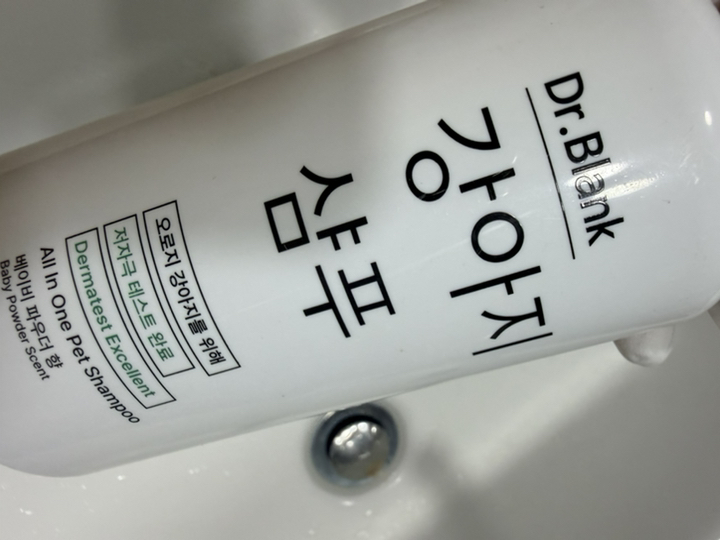 Dr.Blank
강아지
샴푸
오로지 강아지를 위해
저자극 테스트 완료
Dermatest Excellent
All In One Pet Shampoo
베이비 파우더 향
Baby Powder Scent